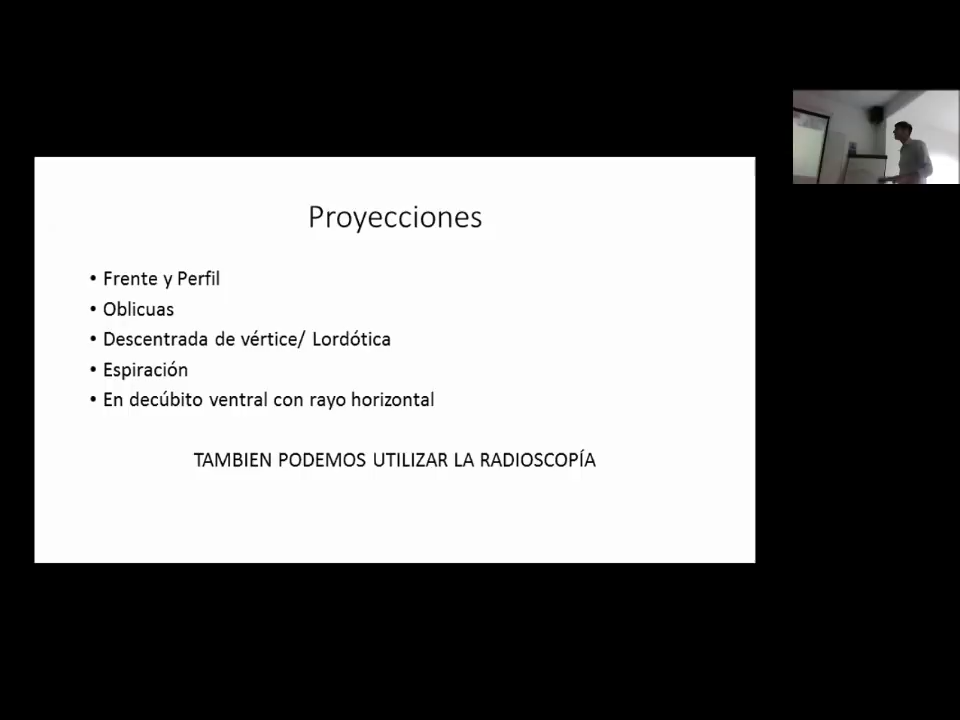 Proyecciones
• Frente y Perfil
• Oblicuas
• Descentrada de vértice/ Lordótica
• Espiración
• En decúbito ventral con rayo horizontal
TAMBIEN PODEMOS UTILIZAR LA RADIOSCOPÍA